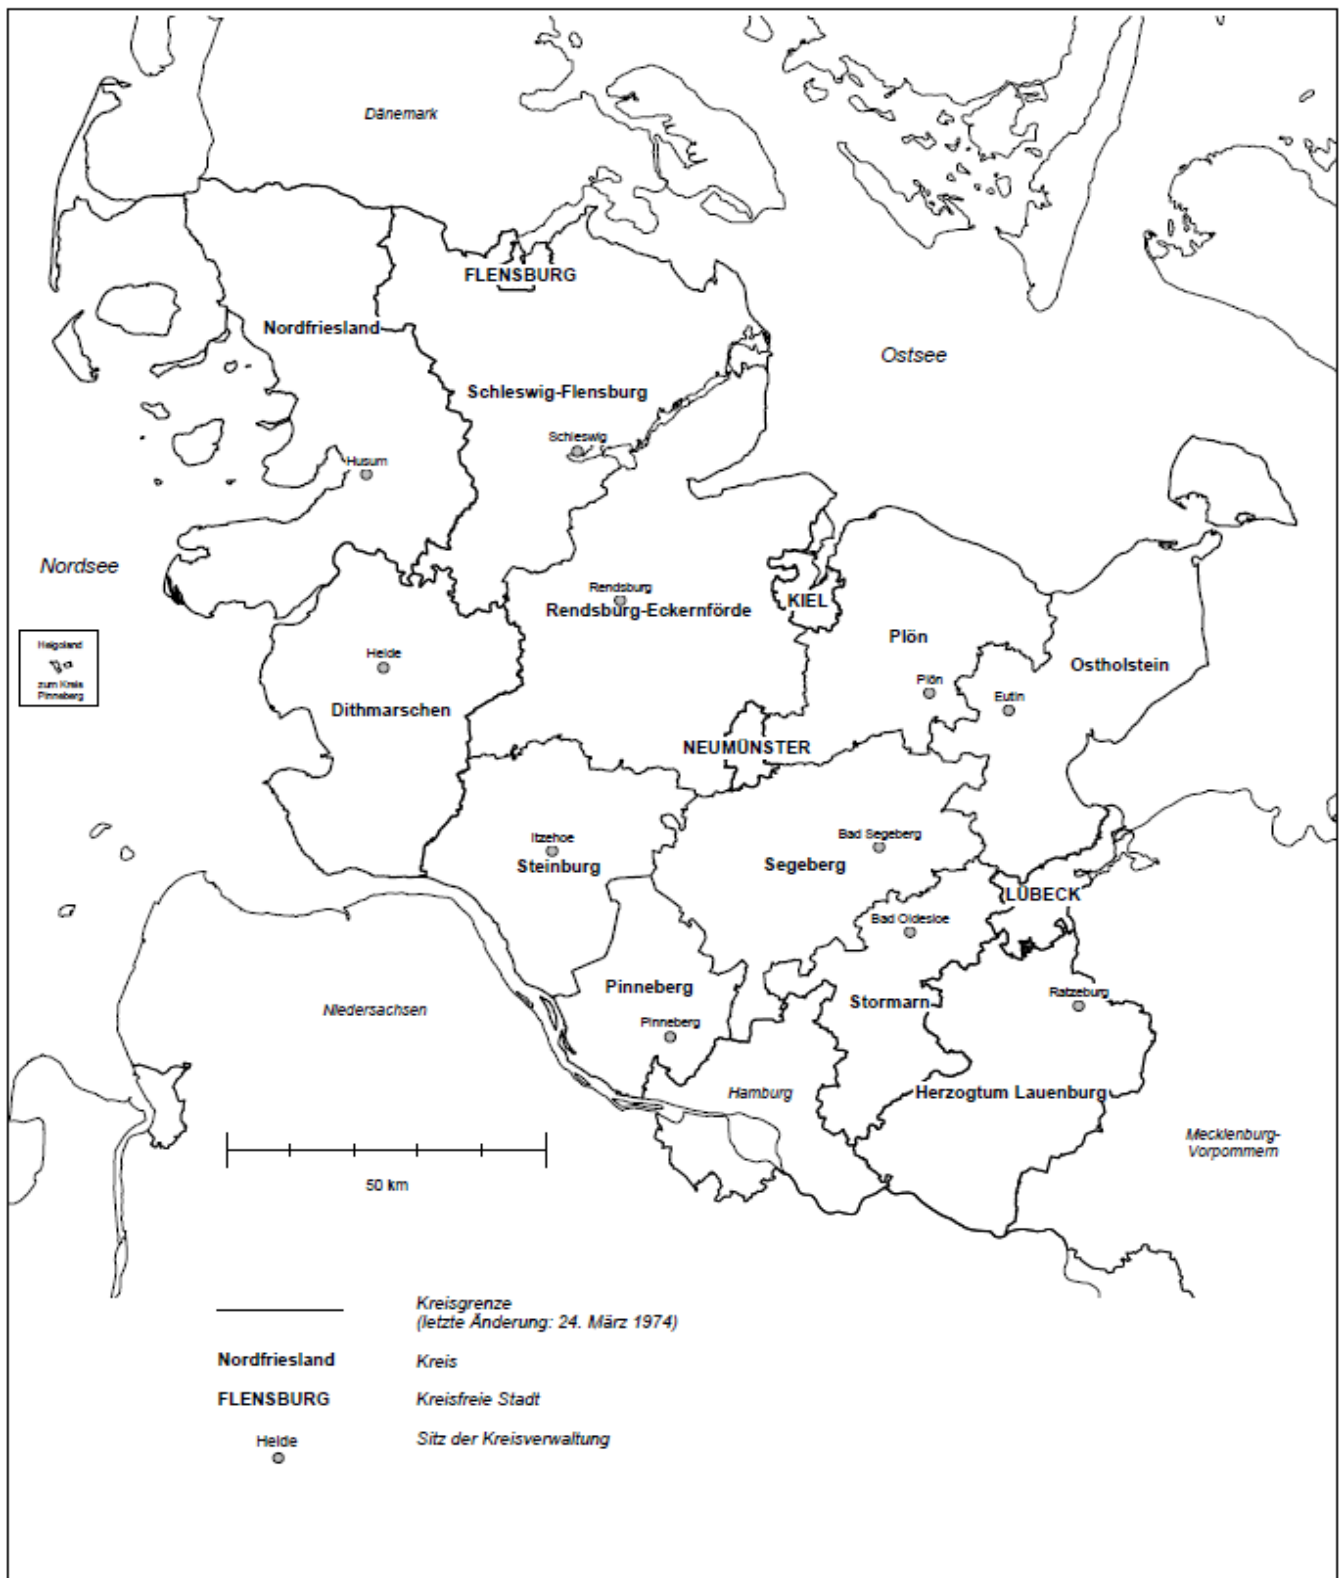 Dänemark
FLENSBURG
Nordfriesland
Ostsee
Schleswig-Flensburg
Schleswig
Husum
Nordsee
Rendsburg
Rendsburg-Eckernförde
KIEL
Plön
Helgoland
zum Kreis
Pinneberg
Heide
Ostholstein
Plön
Eutin
Dithmarschen
NEUMÜNSTER
Itzehoe
Steinburg
Bad Segeberg
Segeberg
LÜBECK
Bad Oldesloe
Pinneberg
Pinneberg
Stormarn
Ratzeburg
Niedersachsen
Hamburg
Herzogtum Lauenburg
Mecklenburg-
Vorpommern
50 km
Kreisgrenze
(letzte Änderung: 24. März 1974)
Nordfriesland Kreis
FLENSBURG Kreisfreie Stadt
Heide Sitz der Kreisverwaltung